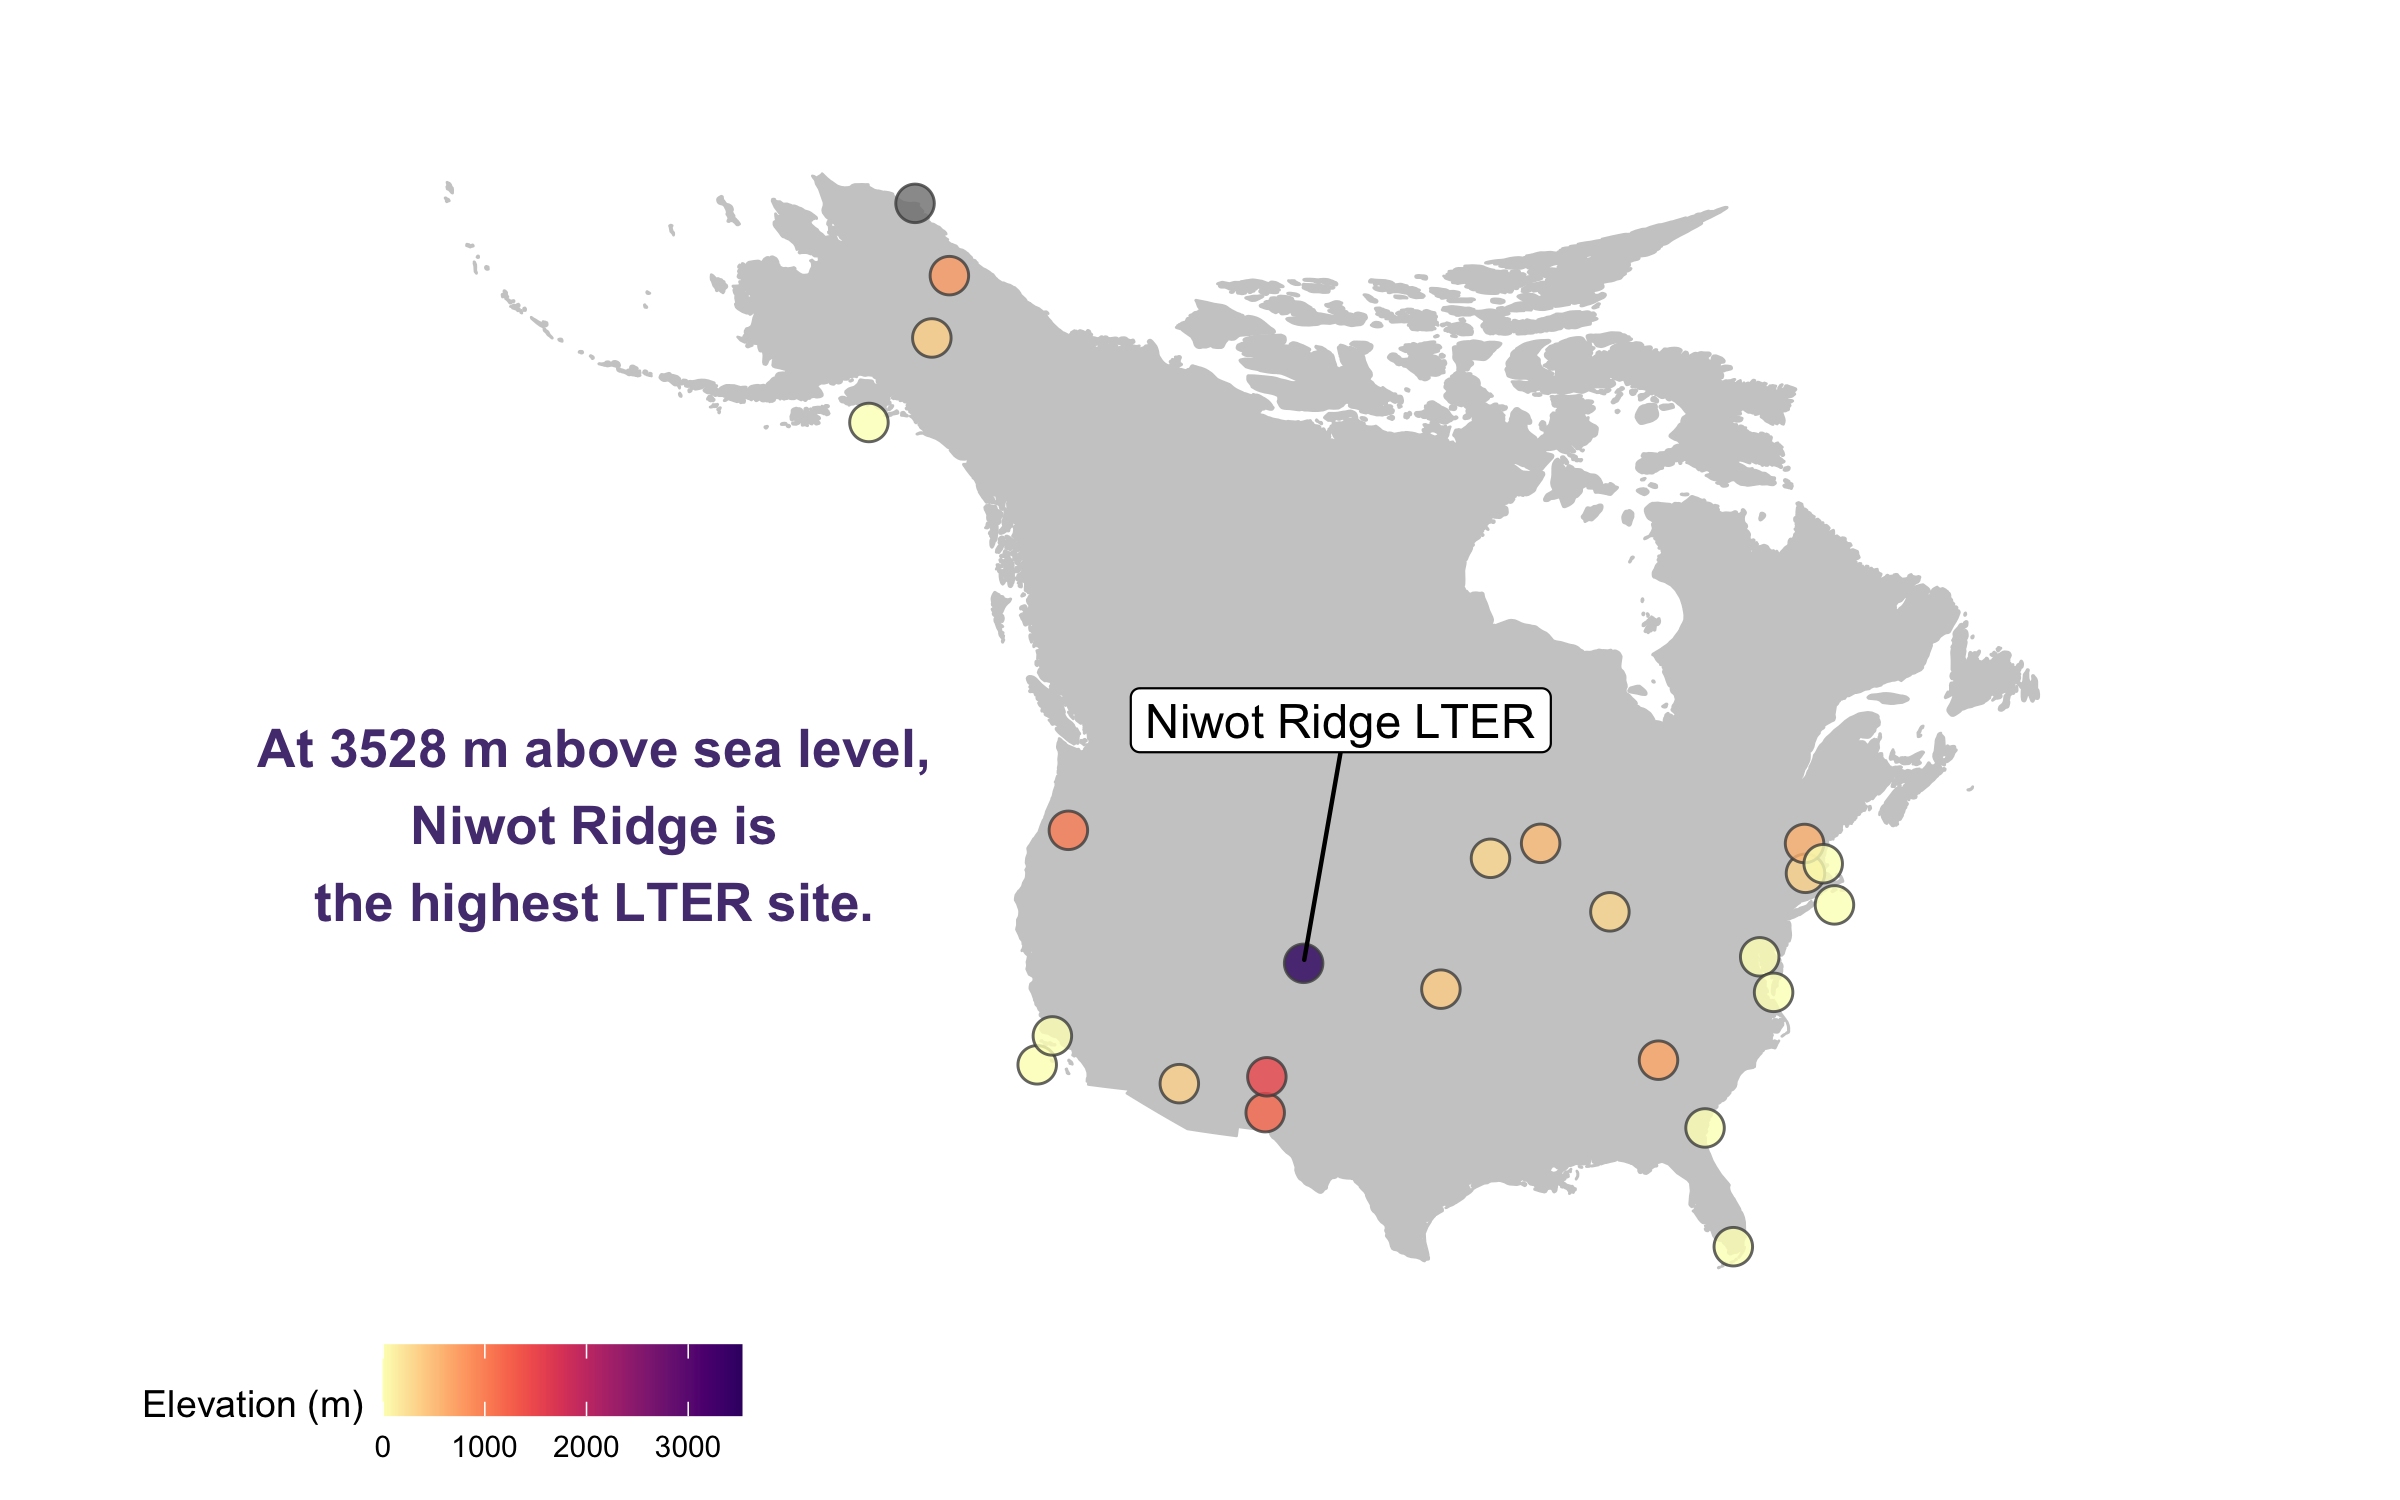 Niwot Ridge LTER
At 3528 m above sea level,
Niwot Ridge is
the highest LTER site.
Elevation (m)
0 1000 2000 3000